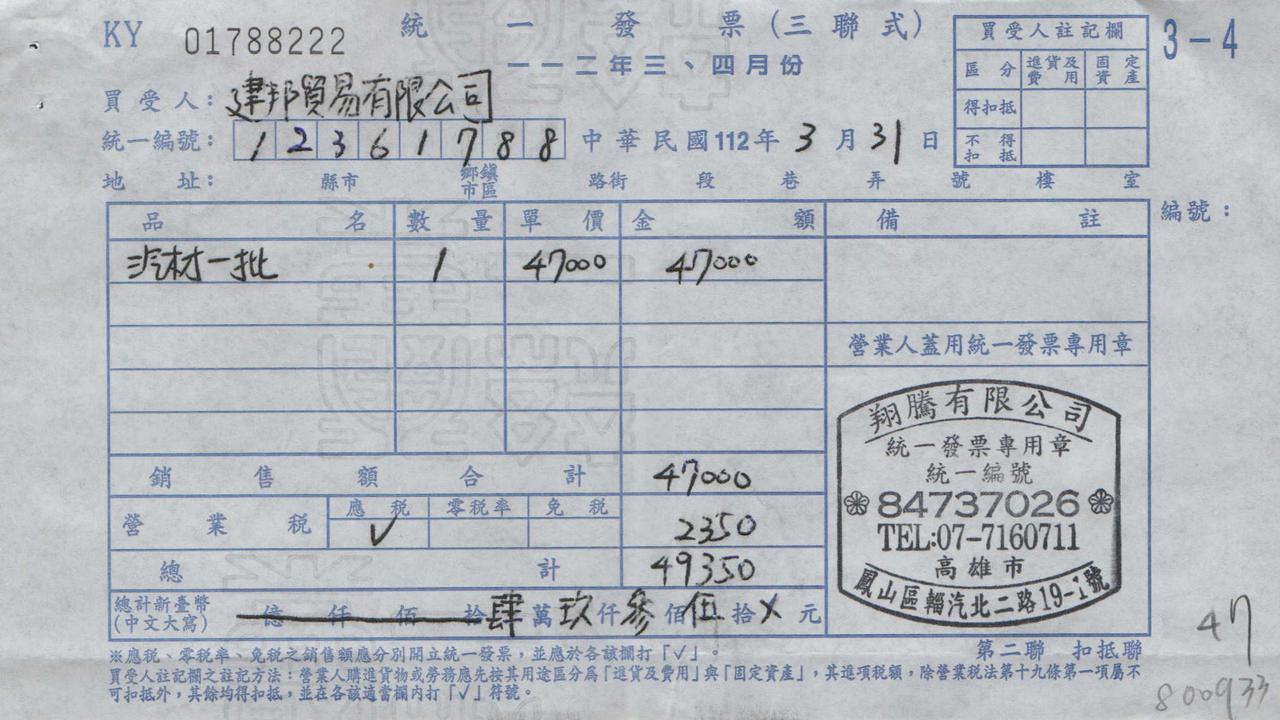 統一發票(三聯式)
KY 01788222
一一二年三、四月份
3-4
買受人註記欄
區分 進貨及費用 固定資產
得扣抵
不得扣抵
買受人:建邦貿易有限公司
統一編號:12361788 中華民國112年3月31日
地址: 縣市 鄉鎮市區 路街 段 巷 弄 號 樓 室
品名 數量 單價 金額 備註
編號:
汽材一批 1 47000 47000
營業人蓋用統一發票專用章
翔騰有限公司
統一發票專用章
統一編號
84737026
TEL:07-7160711
高雄市
鳳山區輜汽北二路19-1號
銷售額合計 47000
營業稅 應稅 ✓ 零稅率 免稅 2350
總計 49350
總計新臺幣(中文大寫) 億仟佰拾肆萬玖仟參佰伍拾X元
※應稅、零稅率、免稅之銷售額應分別開立統一發票,並應於各該欄打「✓」。
第二聯 扣抵聯
買受人註記欄之註記方法:營業人購進貨物或勞務應先按其用途區分為「進貨及費用」與「固定資產」,其進項稅額,除營業稅法第十九條第一項屬不
可扣抵外,其餘均得扣抵,並在各該適當欄內打「✓」符號。
47
800933